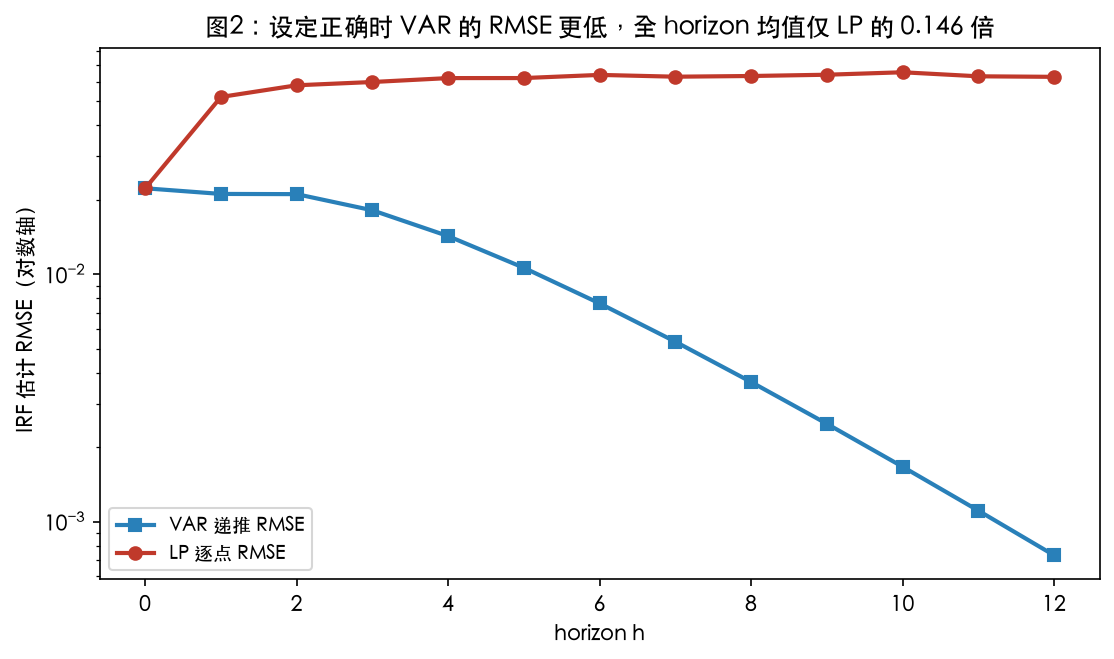 图2：设定正确时 VAR 的 RMSE 更低，全 horizon 均值仅 LP 的 0.146 倍
IRF 估计 RMSE（对数轴）
10⁻²
10⁻³
VAR 递推 RMSE
LP 逐点 RMSE
0 2 4 6 8 10 12
horizon h